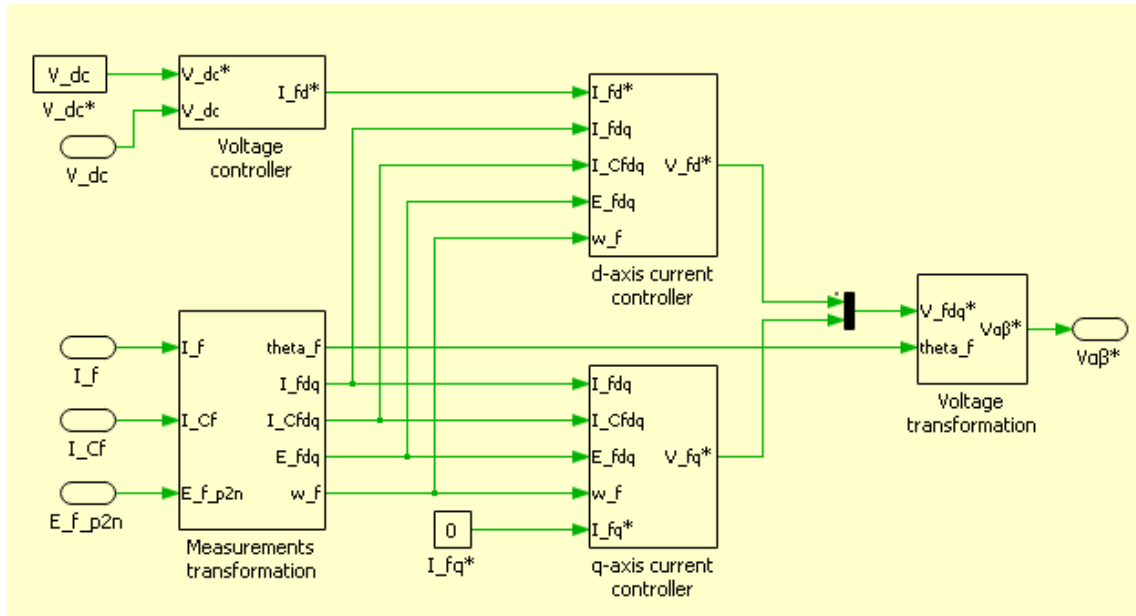 V_dc
V_dc*
V_dc
V_dc*
V_dc
I_fd*
Voltage
controller
I_fd*
I_fdq
I_Cfdq
E_fdq
w_f
V_fd*
d-axis current
controller
I_f
I_Cf
E_f_p2n
I_f
I_Cf
E_f_p2n
theta_f
I_fdq
I_Cfdq
E_fdq
w_f
Measurements
transformation
0
I_fq*
I_fdq
I_Cfdq
E_fdq
w_f
I_fq*
V_fq*
q-axis current
controller
V_fdq*
theta_f
Vαβ*
Voltage
transformation
Vαβ*